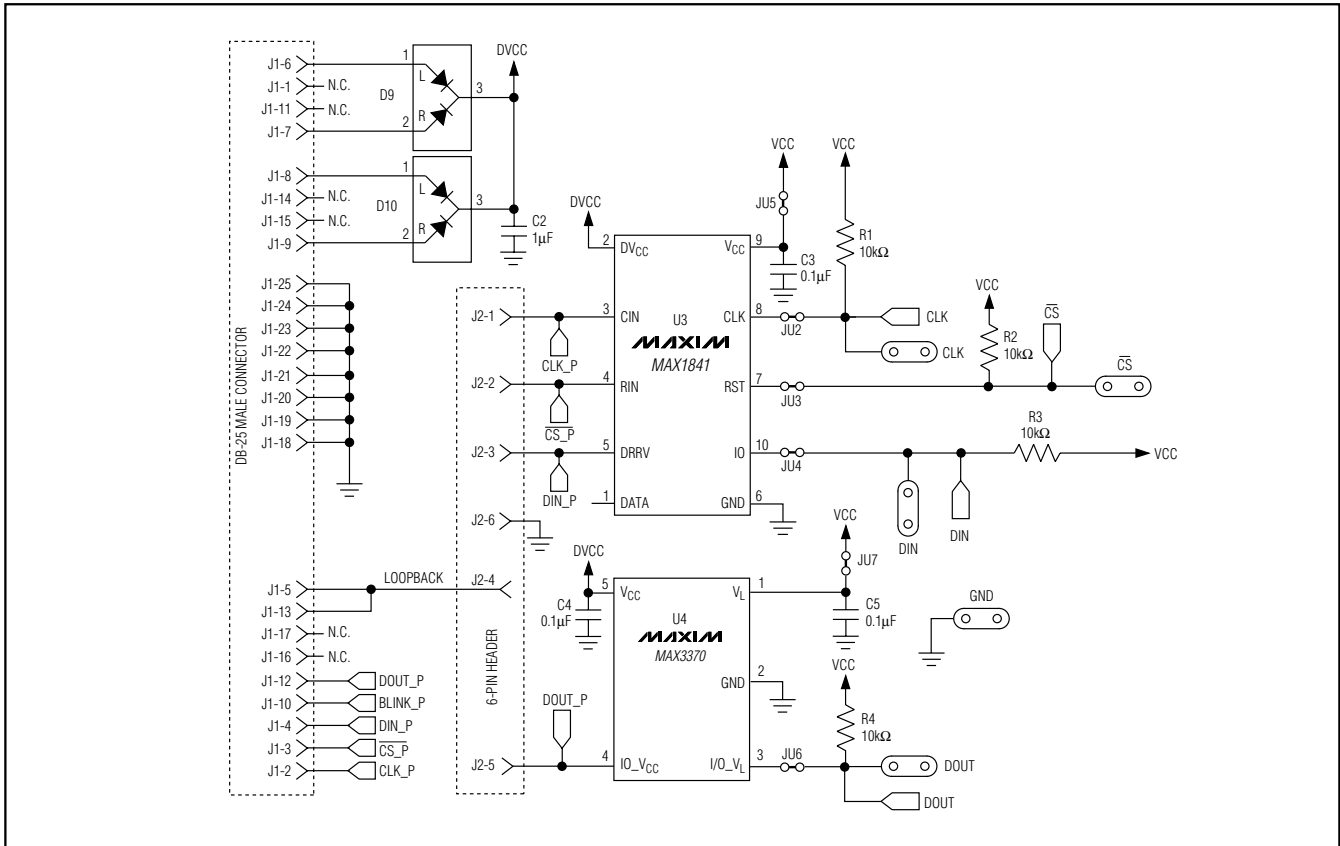 DB-25 MALE CONNECTOR
J1-6
J1-1 N.C.
J1-11 N.C.
J1-7
1
L
D9
R
2
3
DVCC
J1-8
J1-14 N.C.
J1-15 N.C.
J1-9
1
L
D10
R
2
3
C2
1µF
J1-25
J1-24
J1-23
J1-22
J1-21
J1-20
J1-19
J1-18
J1-5
J1-13
LOOPBACK
J1-17 N.C.
J1-16 N.C.
J1-12 DOUT_P
J1-10 BLINK_P
J1-4 DIN_P
J1-3 C̅S̅_̅P̅
J1-2 CLK_P
6-PIN HEADER
J2-1
J2-2
J2-3
J2-6
J2-4
J2-5
CLK_P
C̅S̅_̅P̅
DIN_P
DOUT_P
DVCC
2 DVCC
3 CIN
4 RIN
5 DRRV
1 DATA
U3
MAXIM
MAX1841
VCC 9
CLK 8
RST 7
IO 10
GND 6
VCC
JU5
C3
0.1µF
VCC
R1
10kΩ
JU2
CLK
CLK
VCC
R2
10kΩ
C̅S̅
JU3
C̅S̅
R3
10kΩ
VCC
JU4
DIN
DIN
DVCC
C4
0.1µF
5 VCC
4 IO_VCC
U4
MAXIM
MAX3370
VL 1
GND 2
I/O_VL 3
VCC
JU7
C5
0.1µF
GND
VCC
R4
10kΩ
JU6
DOUT
DOUT